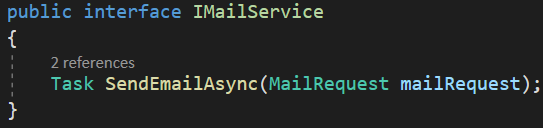 public interface IMailService
{
2 references
Task SendEmailAsync(MailRequest mailRequest);
}